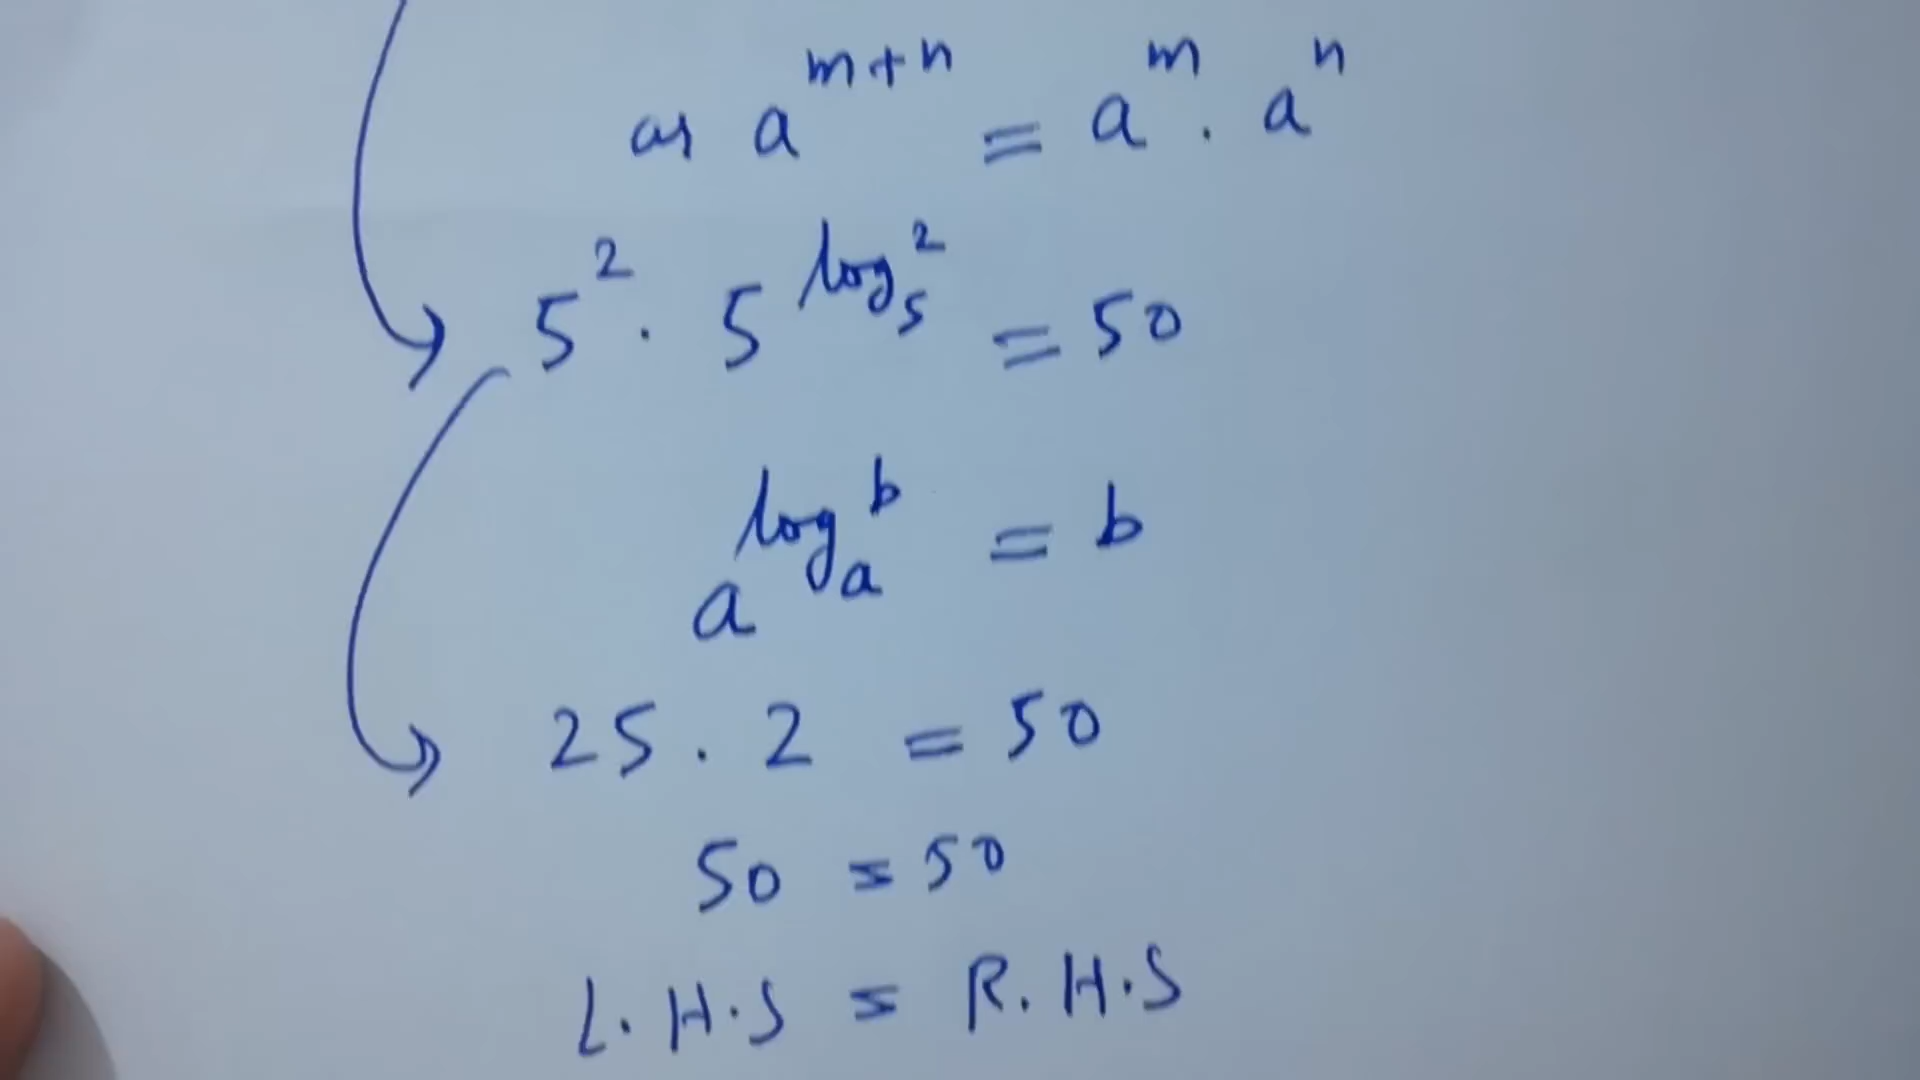 as a^{m+n} = a^m . a^n
5^2 . 5^{log_5^2} = 50
a^{log_a^b} = b
25 . 2 = 50
50 = 50
L.H.S = R.H.S